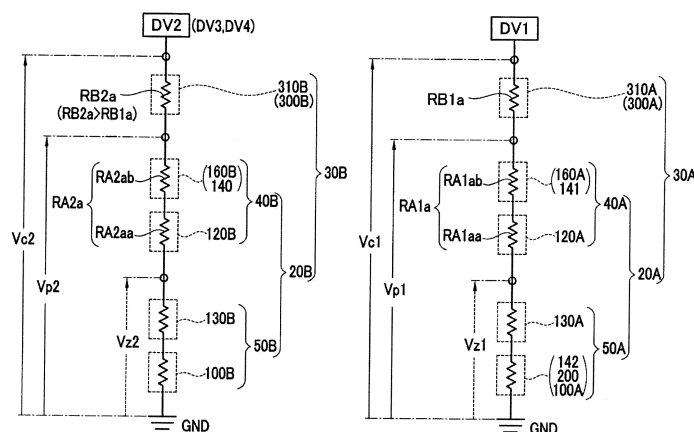 DV2 (DV3,DV4)
RB2a
(RB2a>RB1a)
310B
(300B)
RA2a
RA2ab
(160B
140)
RA2aa
120B
40B
30B
20B
Vc2
Vp2
Vz2
130B
100B
50B
GND
DV1
RB1a
310A
(300A)
RA1a
RA1ab
(160A
141)
RA1aa
120A
40A
30A
20A
Vc1
Vp1
Vz1
130A
(142
200
100A)
50A
GND